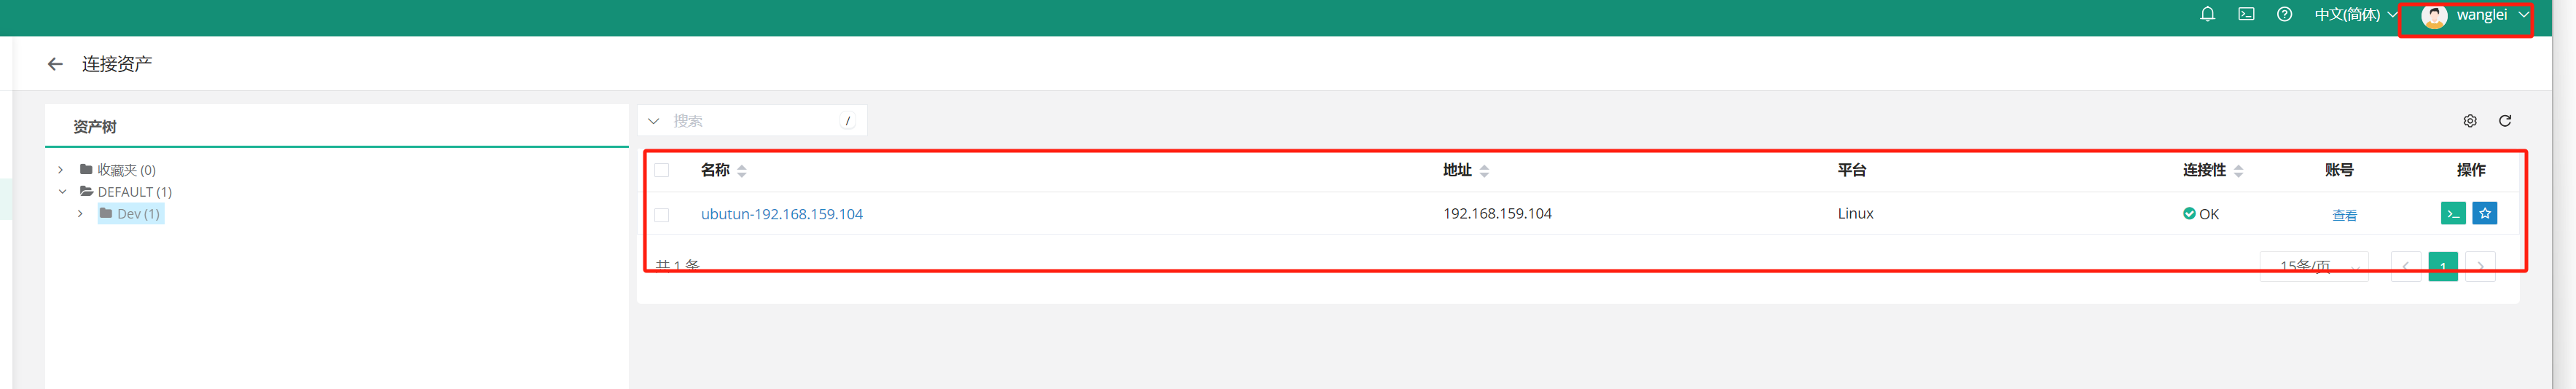 中文(简体) wanglei
连接资产
资产树
搜索 /
收藏夹 (0)
DEFAULT (1)
Dev (1)
名称 地址 平台 连接性 账号 操作
ubutun-192.168.159.104 192.168.159.104 Linux OK 查看
共 1 条 15条/页 1